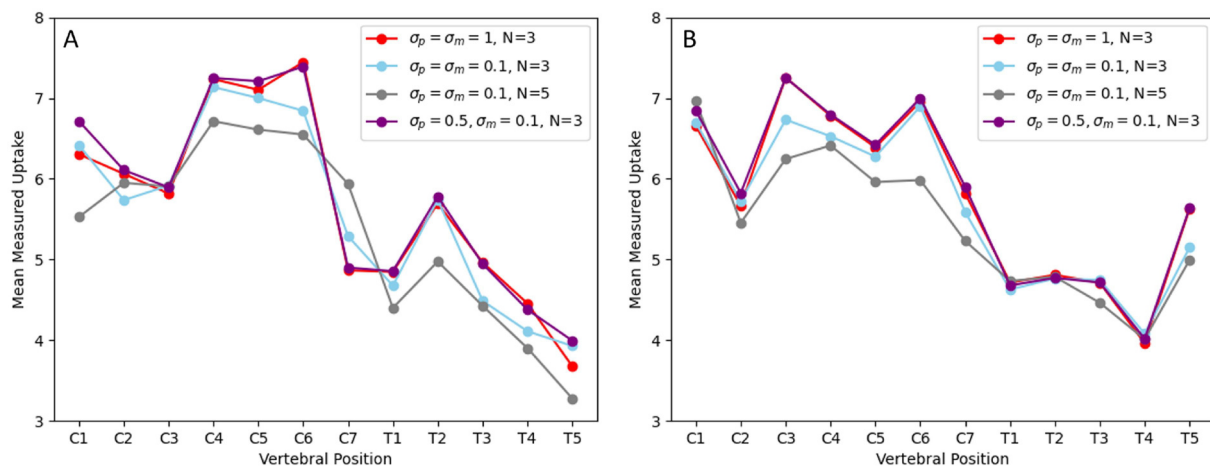 A
8
7
6
5
4
3
Mean Measured Uptake
σp = σm = 1, N=3
σp = σm = 0.1, N=3
σp = σm = 0.1, N=5
σp = 0.5, σm = 0.1, N=3
C1 C2 C3 C4 C5 C6 C7 T1 T2 T3 T4 T5
Vertebral Position
B
8
7
6
5
4
3
Mean Measured Uptake
σp = σm = 1, N=3
σp = σm = 0.1, N=3
σp = σm = 0.1, N=5
σp = 0.5, σm = 0.1, N=3
C1 C2 C3 C4 C5 C6 C7 T1 T2 T3 T4 T5
Vertebral Position